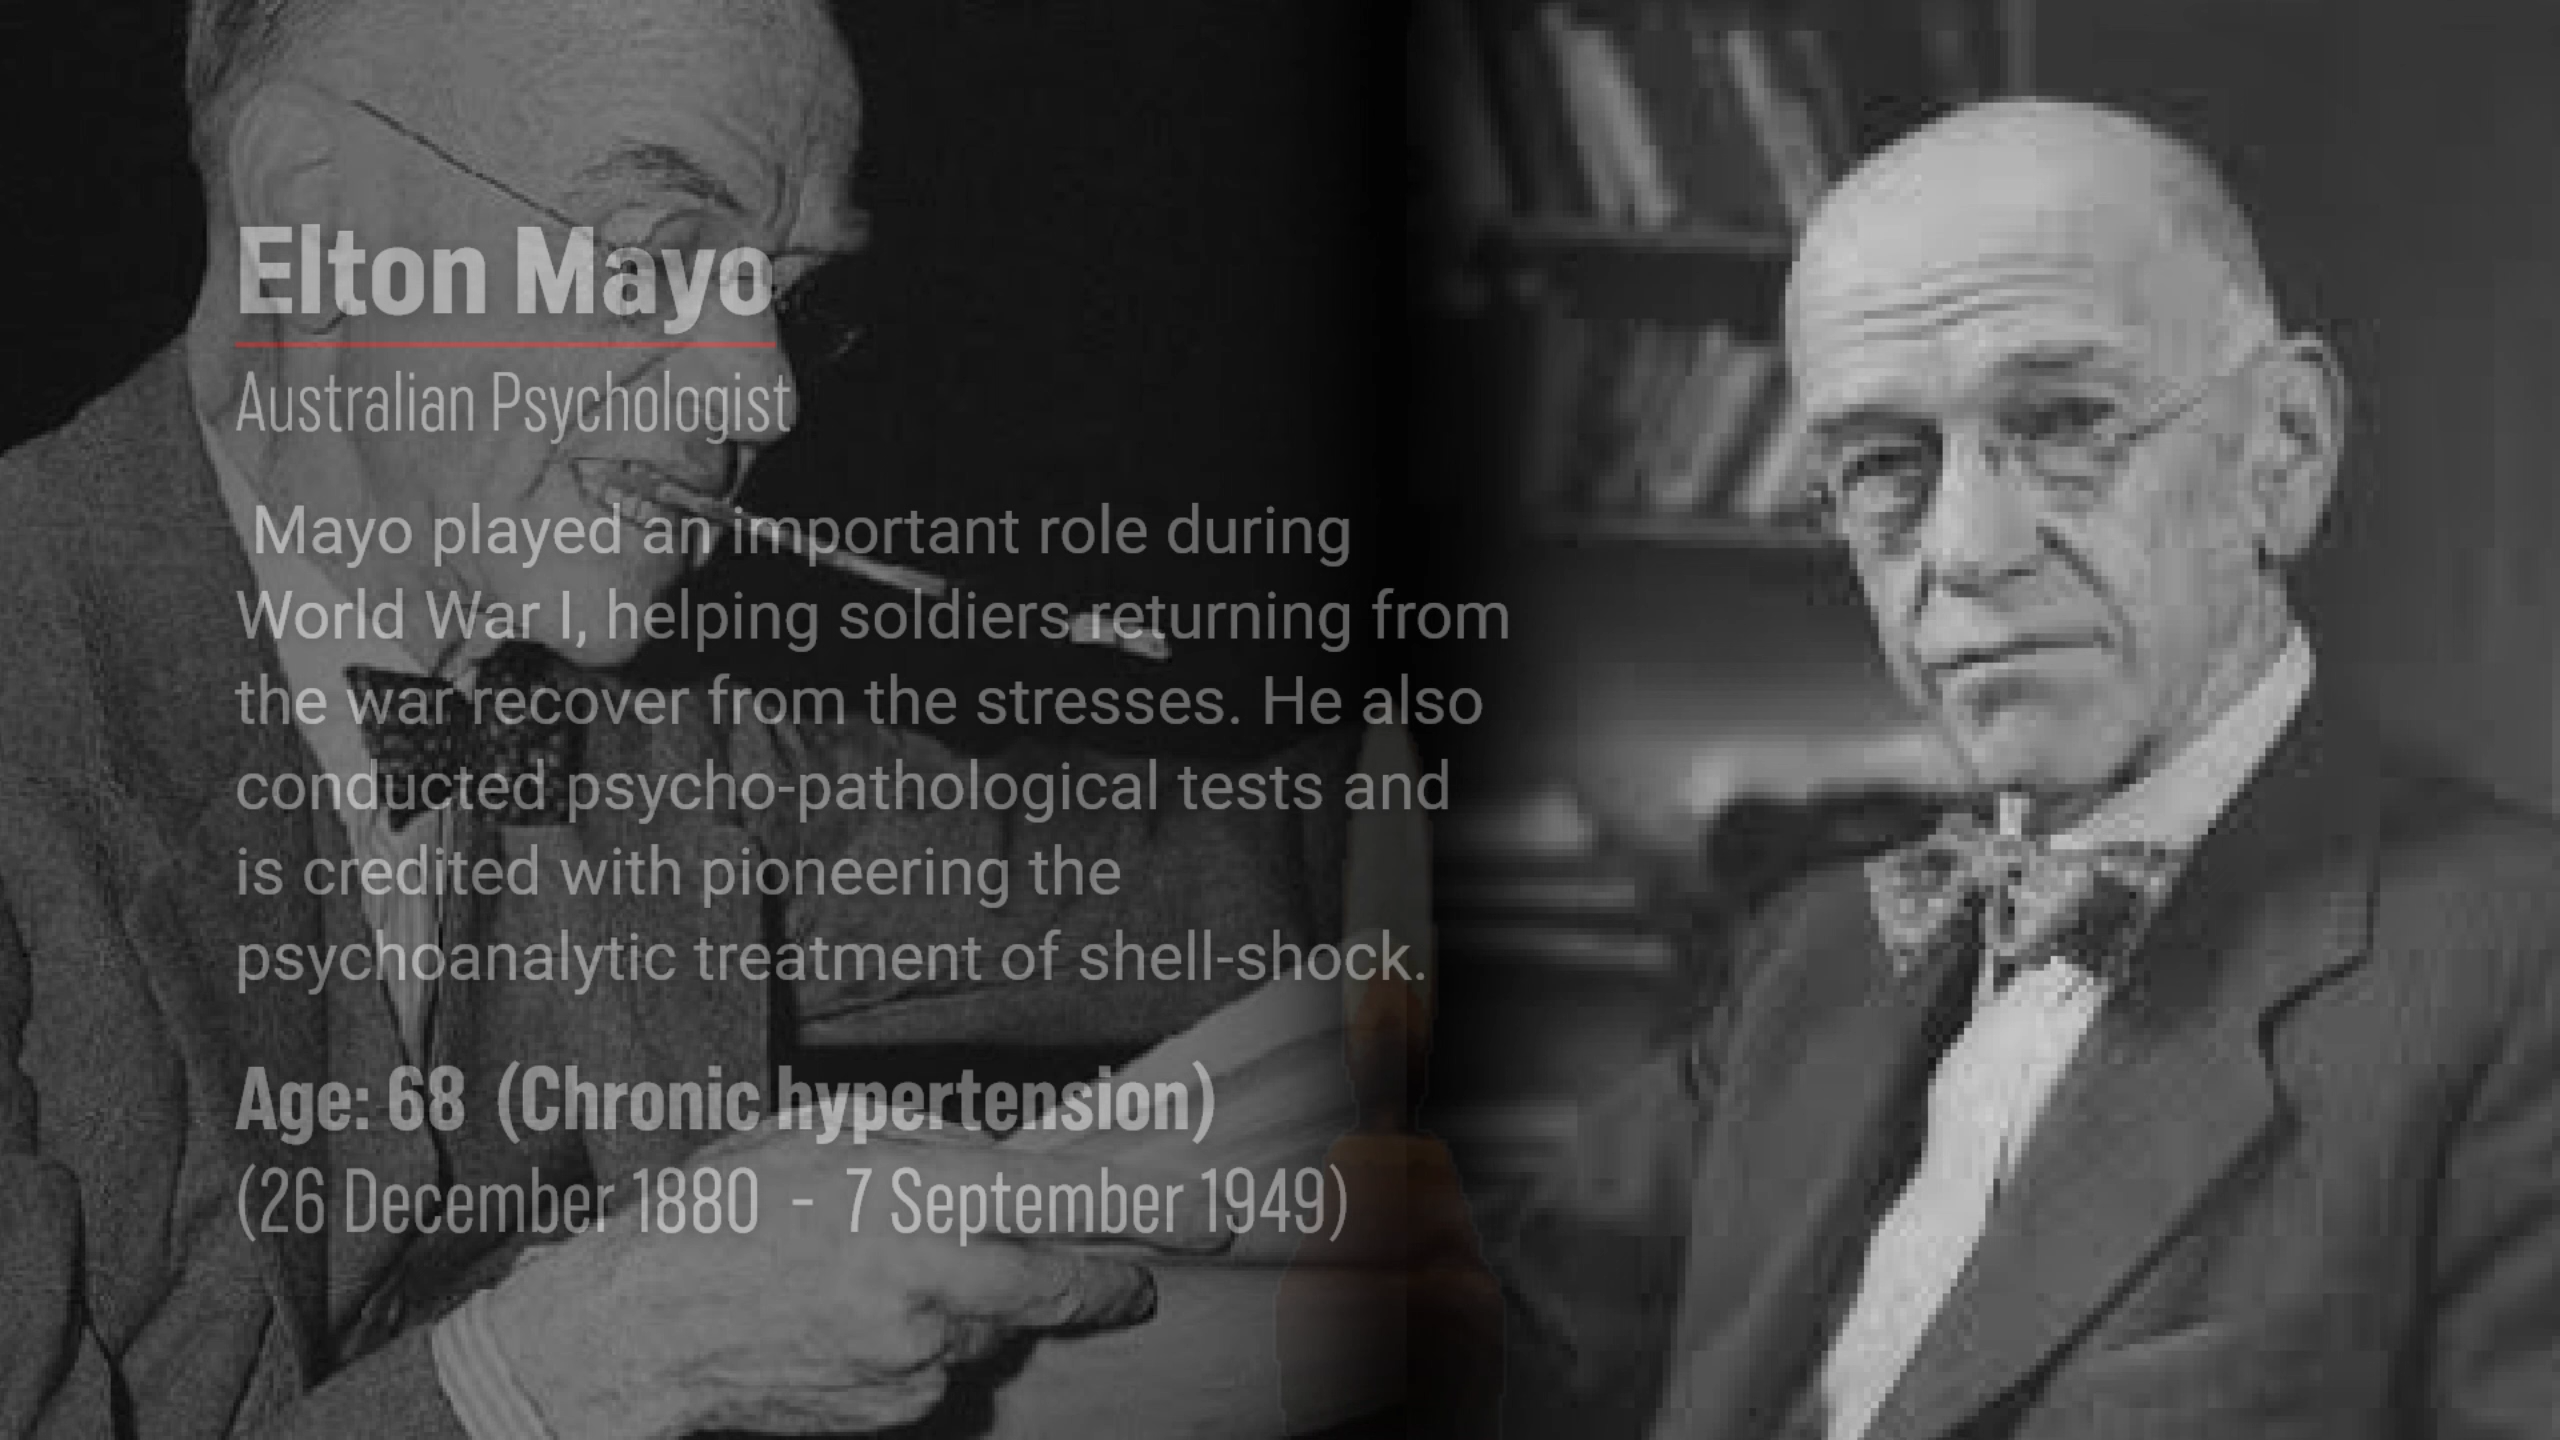 Elton Mayo
Australian Psychologist
Mayo played an important role during
World War I, helping soldiers returning from
the war recover from the stresses. He also
conducted psycho-pathological tests and
is credited with pioneering the
psychoanalytic treatment of shell-shock.
Age: 68 (Chronic hypertension)
(26 December 1880 - 7 September 1949)